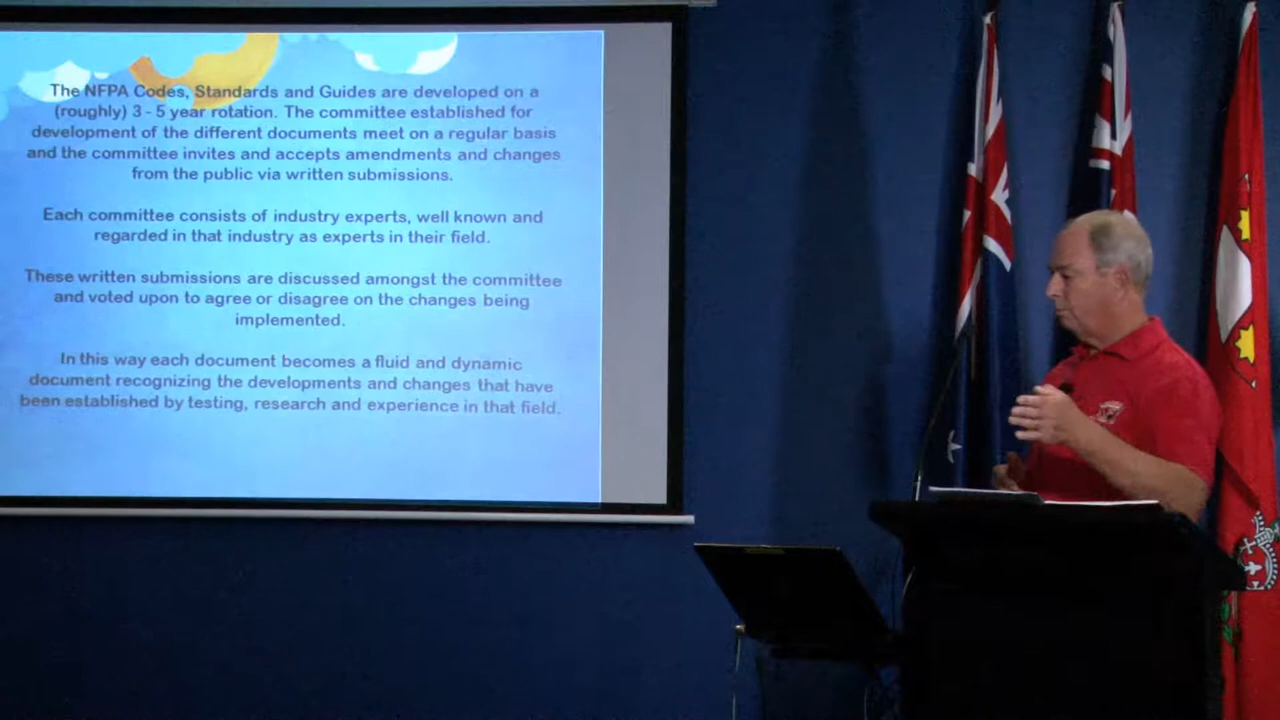 The NFPA Codes, Standards and Guides are developed on a
(roughly) 3 - 5 year rotation. The committee established for
development of the different documents meet on a regular basis
and the committee invites and accepts amendments and changes
from the public via written submissions.
Each committee consists of industry experts, well known and
regarded in that industry as experts in their field.
These written submissions are discussed amongst the committee
and voted upon to agree or disagree on the changes being
implemented.
In this way each document becomes a fluid and dynamic
document recognizing the developments and changes that have
been established by testing, research and experience in that field.